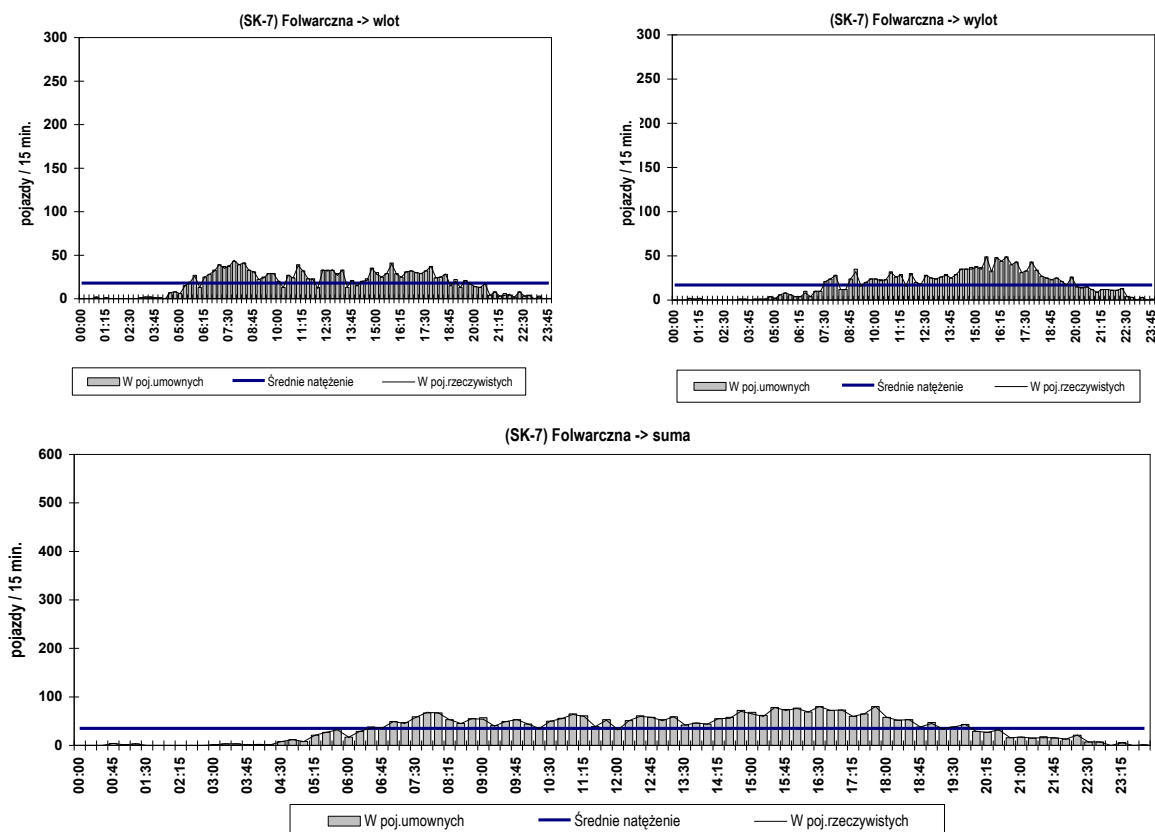 (SK-7) Folwarczna -> wlot
pojazdy / 15 min.
300
250
200
150
100
50
0
00:00 01:15 02:30 03:45 05:00 06:15 07:30 08:45 10:00 11:15 12:30 13:45 15:00 16:15 17:30 18:45 20:00 21:15 22:30 23:45
W poj.umownych Średnie natężenie W poj.rzeczywistych
(SK-7) Folwarczna -> wylot
pojazdy / 15 min.
300
250
200
150
100
50
0
00:00 01:15 02:30 03:45 05:00 06:15 07:30 08:45 10:00 11:15 12:30 13:45 15:00 16:15 17:30 18:45 20:00 21:15 22:30 23:45
W poj.umownych Średnie natężenie W poj.rzeczywistych
(SK-7) Folwarczna -> suma
pojazdy / 15 min.
600
500
400
300
200
100
0
00:00 00:45 01:30 02:15 03:00 03:45 04:30 05:15 06:00 06:45 07:30 08:15 09:00 09:45 10:30 11:15 12:00 12:45 13:30 14:15 15:00 15:45 16:30 17:15 18:00 18:45 19:30 20:15 21:00 21:45 22:30 23:15
W poj.umownych Średnie natężenie W poj.rzeczywistych